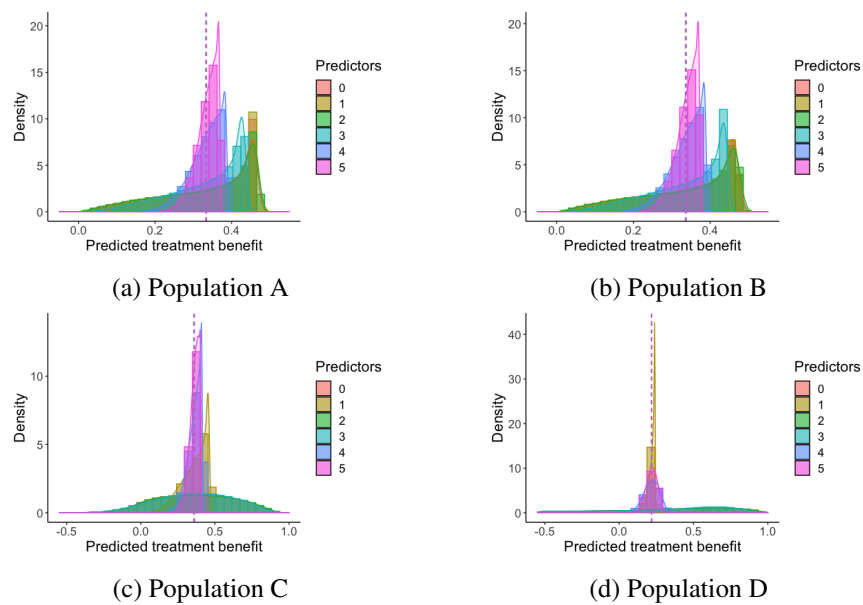 20
15
10
5
0
Density
0.0 0.2 0.4
Predicted treatment benefit
Predictors
0
1
2
3
4
5
(a) Population A
20
15
10
5
0
Density
0.0 0.2 0.4
Predicted treatment benefit
Predictors
0
1
2
3
4
5
(b) Population B
10
5
0
Density
-0.5 0.0 0.5 1.0
Predicted treatment benefit
Predictors
0
1
2
3
4
5
(c) Population C
40
30
20
10
0
Density
-0.5 0.0 0.5 1.0
Predicted treatment benefit
Predictors
0
1
2
3
4
5
(d) Population D